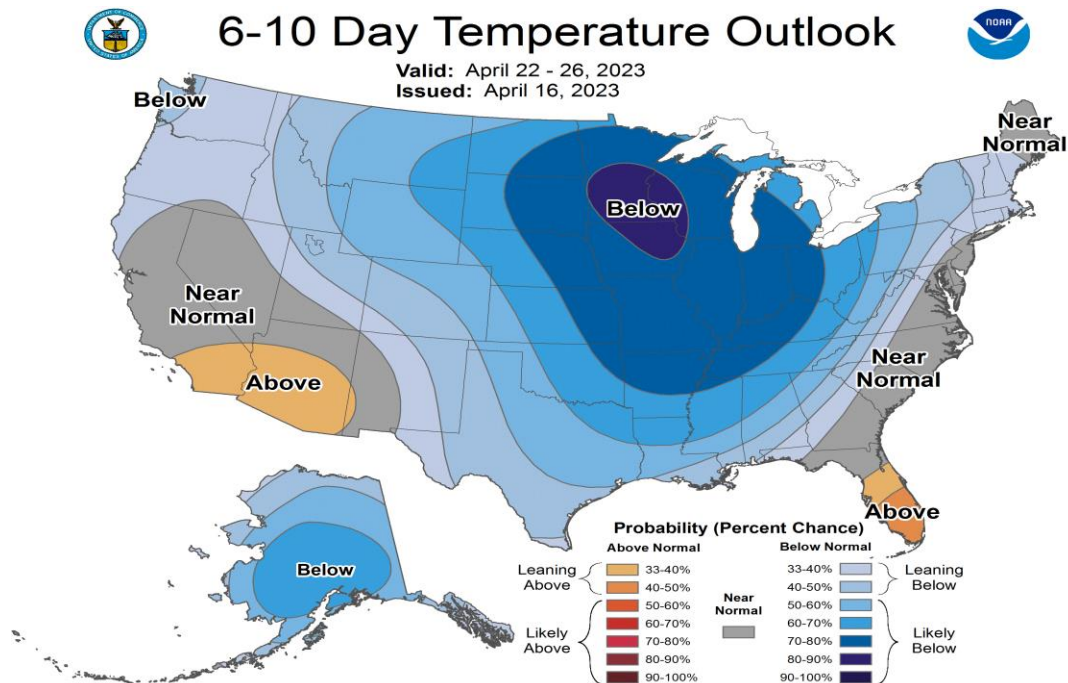 6-10 Day Temperature Outlook
NOAA
Valid: April 22 - 26, 2023
Issued: April 16, 2023
Below
Near
Normal
Below
Near
Normal
Near
Normal
Above
Above
Below
Probability (Percent Chance)
Above Normal
Below Normal
Leaning
Above
33-40%
40-50%
Likely
Above
50-60%
60-70%
70-80%
80-90%
90-100%
Near
Normal
33-40%
40-50%
Leaning
Below
50-60%
60-70%
70-80%
80-90%
90-100%
Likely
Below